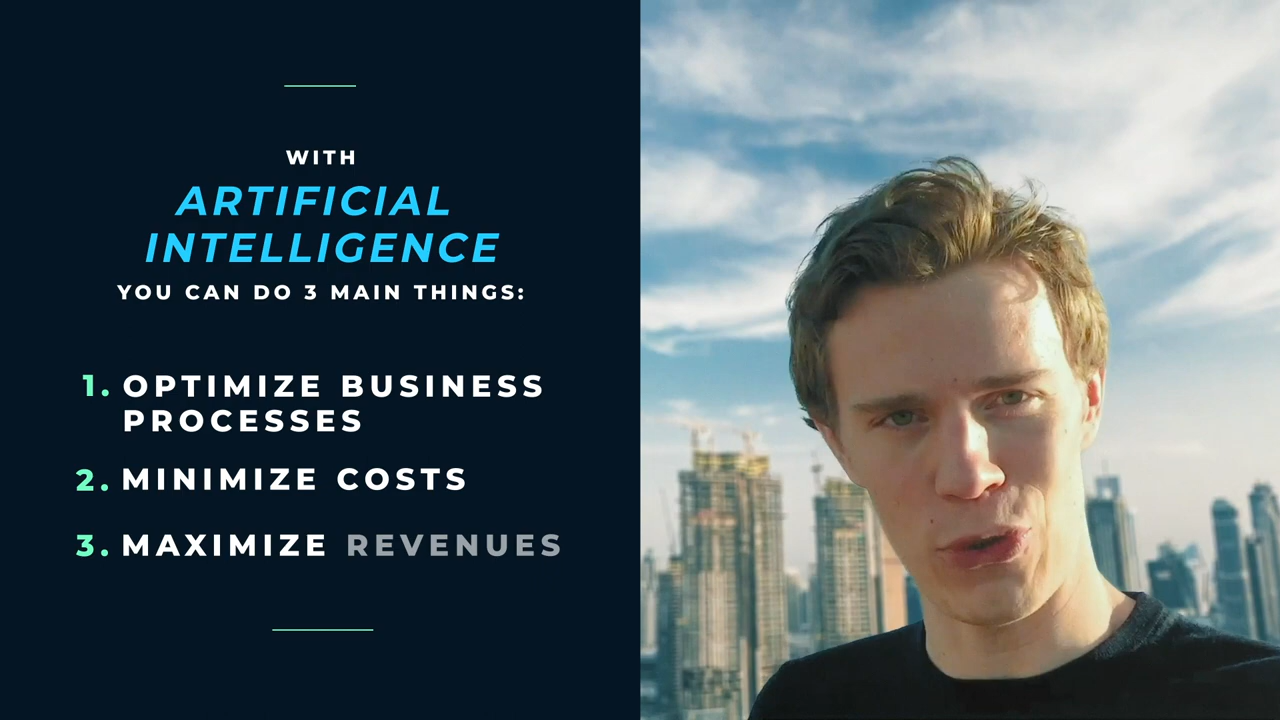 WITH
ARTIFICIAL
INTELLIGENCE
YOU CAN DO 3 MAIN THINGS:
1. OPTIMIZE BUSINESS
PROCESSES
2. MINIMIZE COSTS
3. MAXIMIZE REVENUES